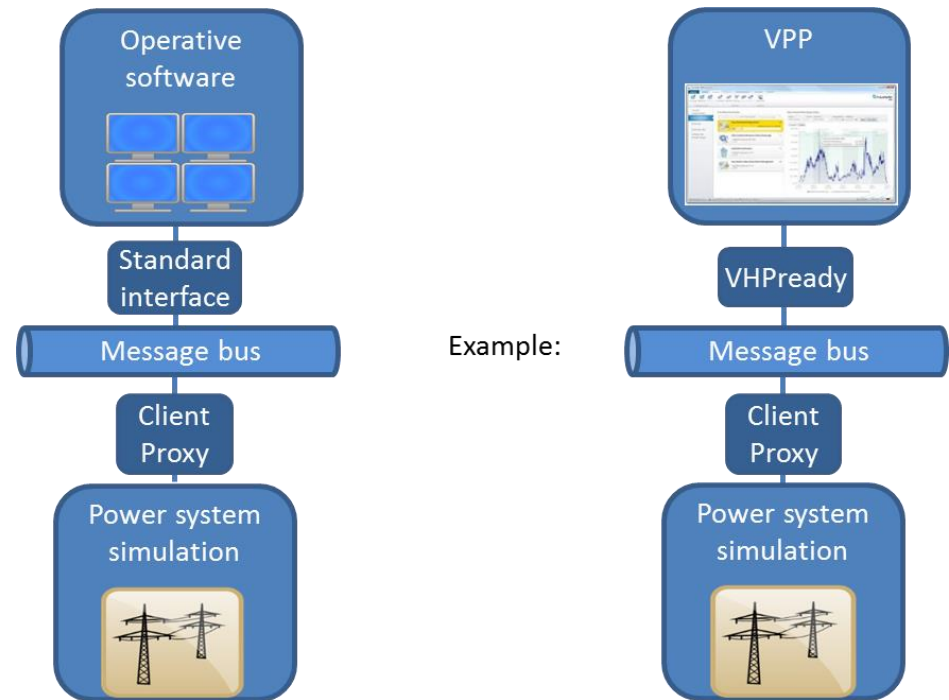 Operative
software
Standard
interface
Message bus
Client
Proxy
Power system
simulation
Example:
VPP
VHPready
Message bus
Client
Proxy
Power system
simulation